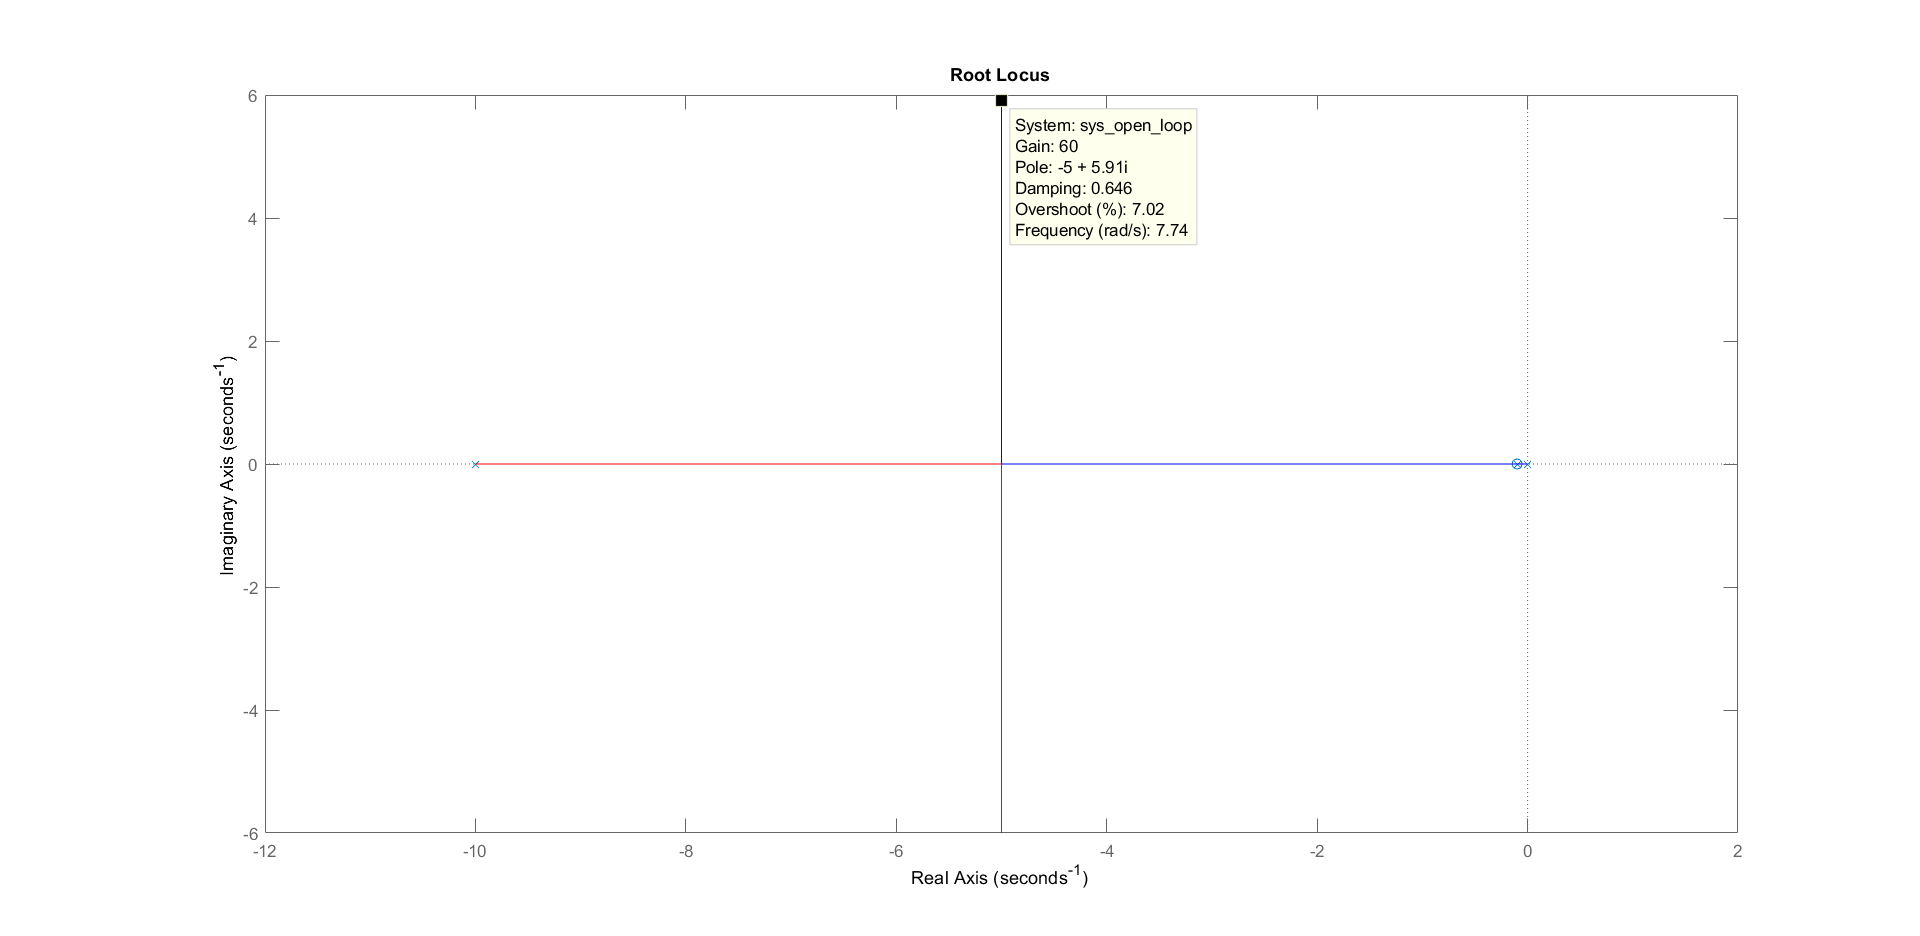 Root Locus
6
4
2
0
-2
-4
-6
-12
-10
-8
-6
-4
-2
0
2
Imaginary Axis (seconds⁻¹)
Real Axis (seconds⁻¹)
System: sys_open_loop
Gain: 60
Pole: -5 + 5.91i
Damping: 0.646
Overshoot (%): 7.02
Frequency (rad/s): 7.74